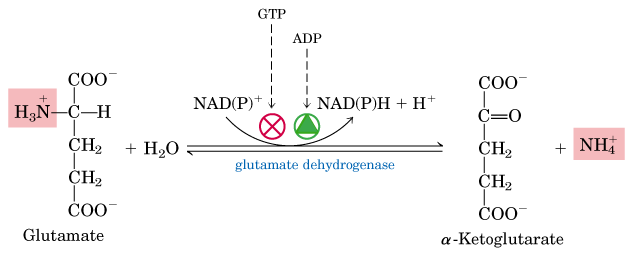 GTP
ADP
COO⁻
H₃N⁺—C—H
CH₂
CH₂
COO⁻
Glutamate
+ H₂O
NAD(P)⁺
NAD(P)H + H⁺
glutamate dehydrogenase
COO⁻
C=O
CH₂
CH₂
COO⁻
α-Ketoglutarate
+ NH₄⁺